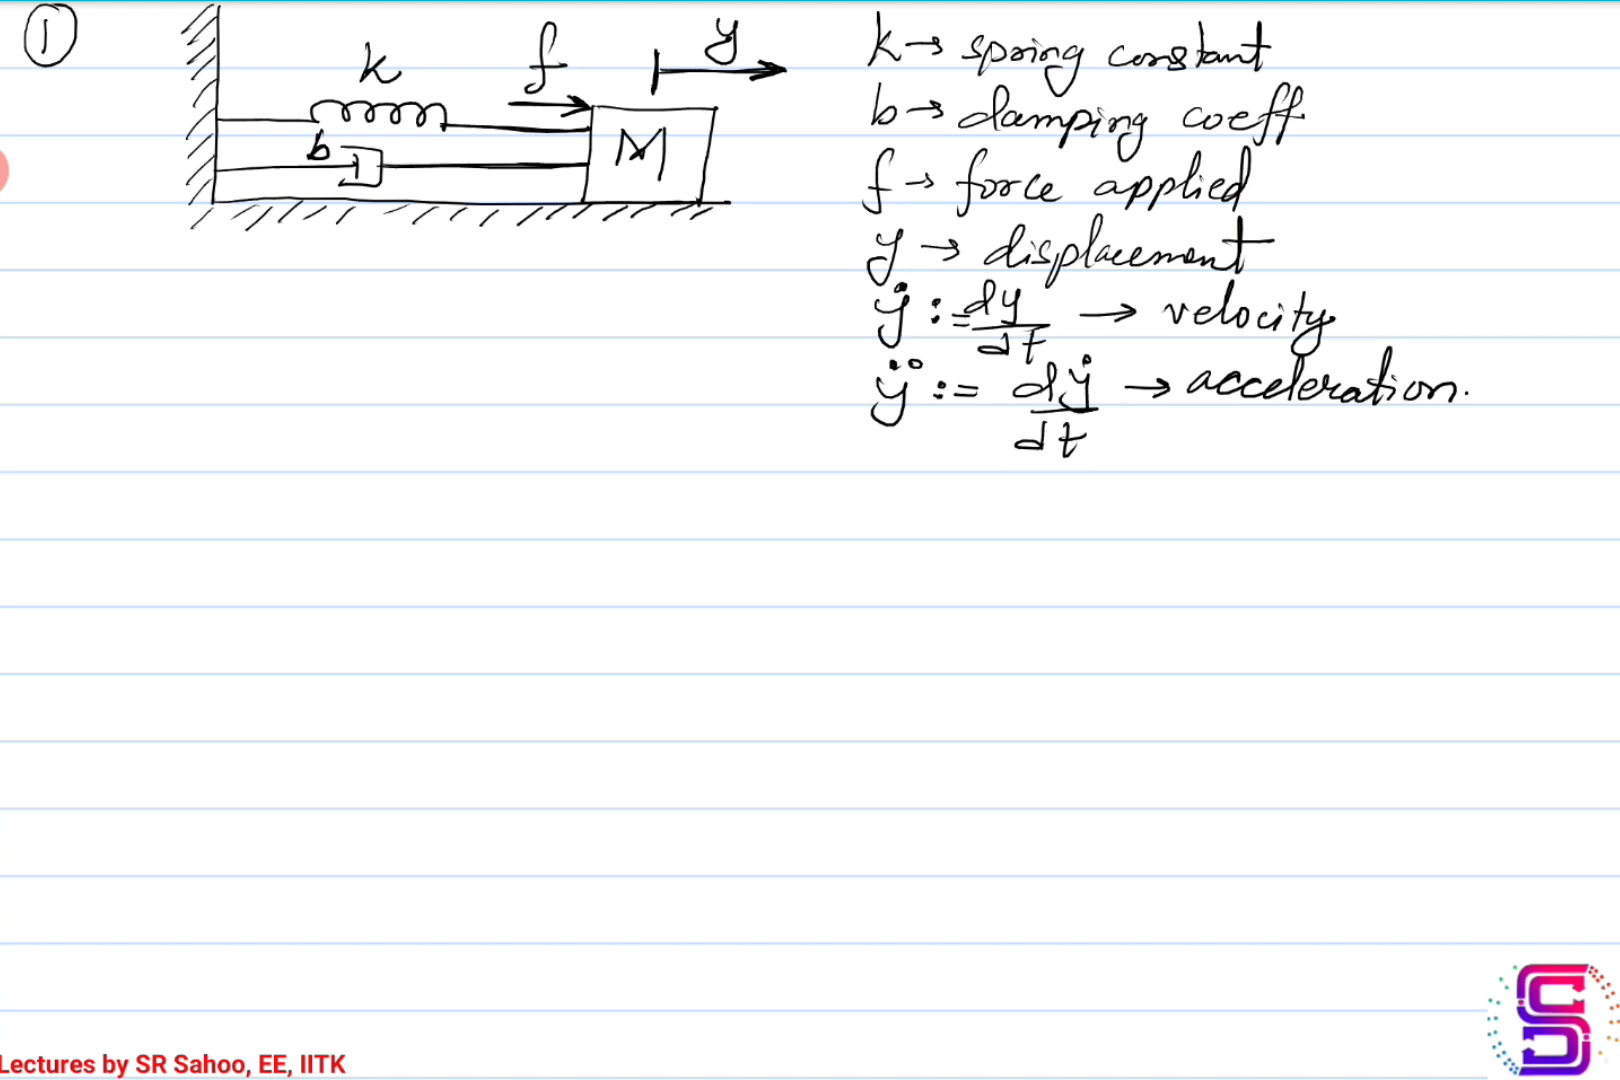 ①
k
f
y
b
M
k → spring constant
b → damping coeff
f → force applied
y → displacement
ẏ := dy/dt → velocity
ÿ := dẏ/dt → acceleration.
Lectures by SR Sahoo, EE, IITK